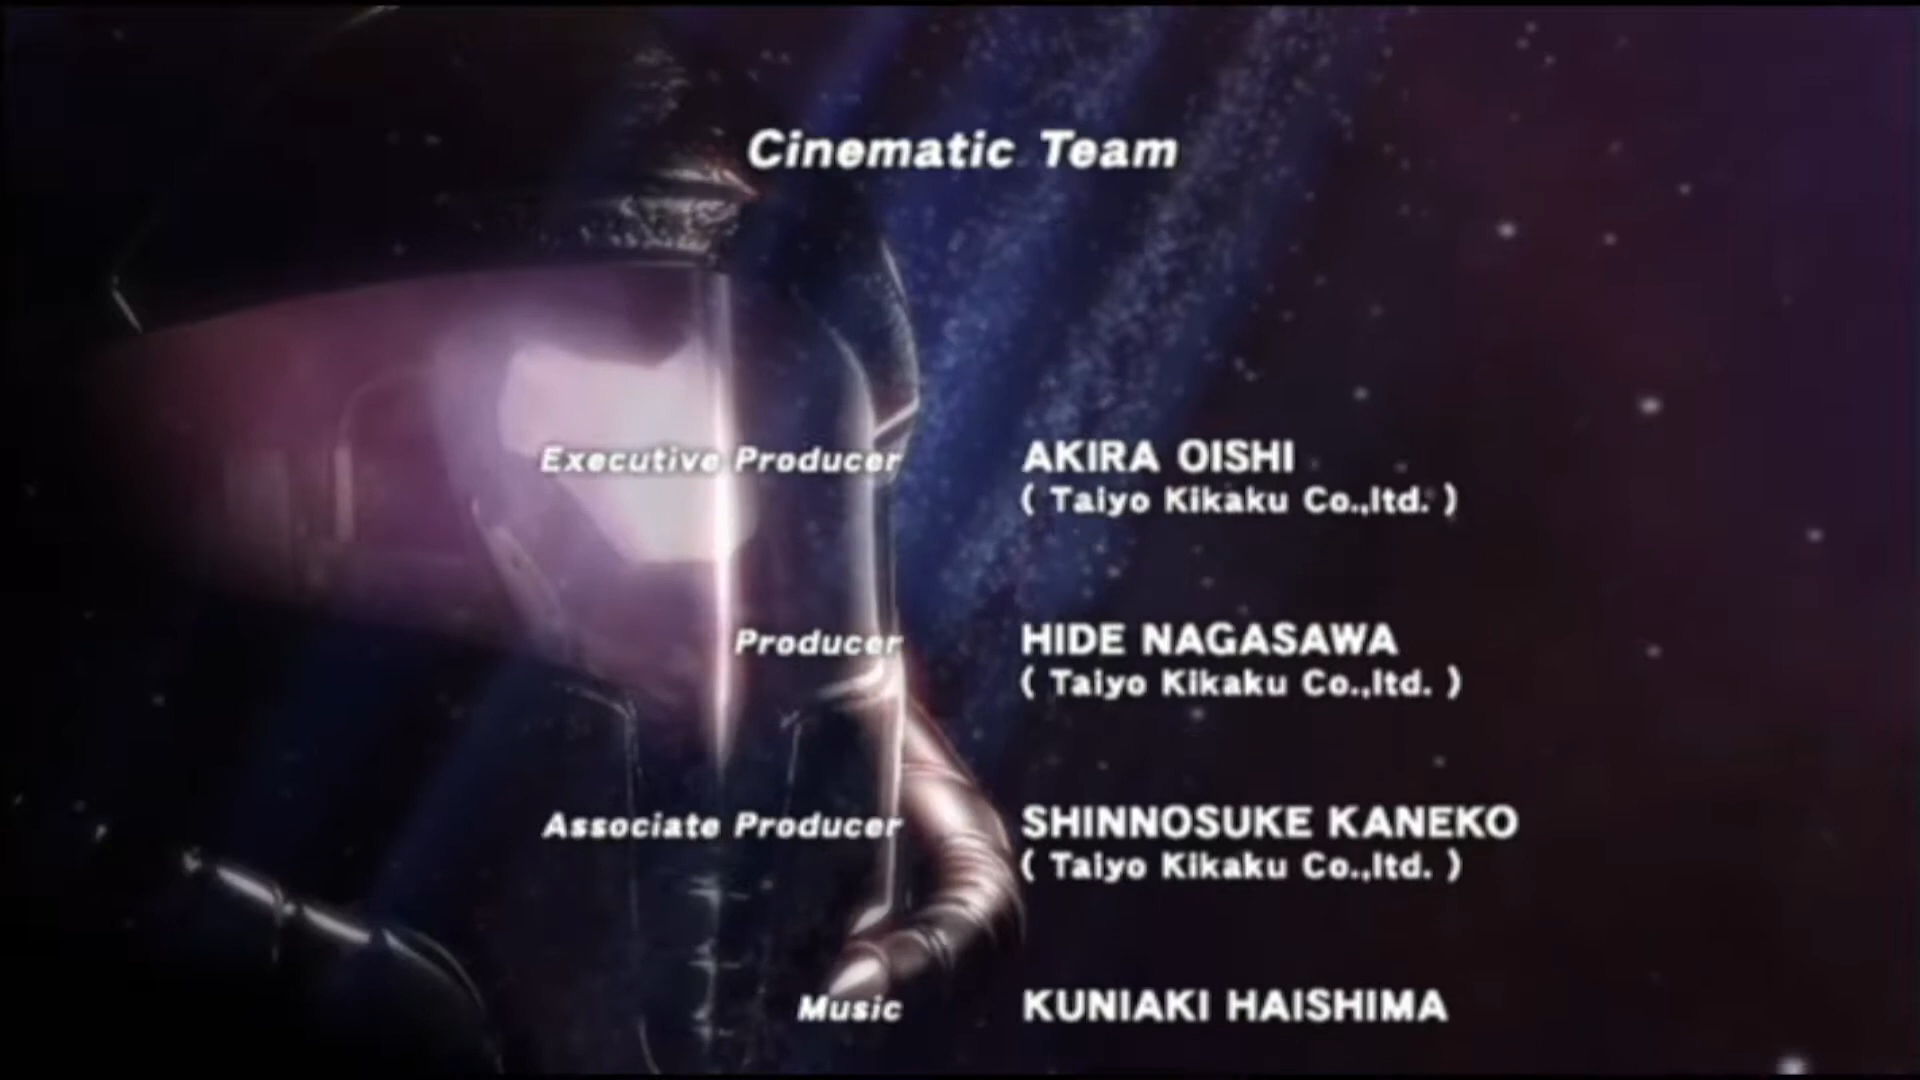 Cinematic Team
Executive Producer AKIRA OISHI
( Taiyo Kikaku Co.,ltd. )
Producer HIDE NAGASAWA
( Taiyo Kikaku Co.,ltd. )
Associate Producer SHINNOSUKE KANEKO
( Taiyo Kikaku Co.,ltd. )
Music KUNIAKI HAISHIMA